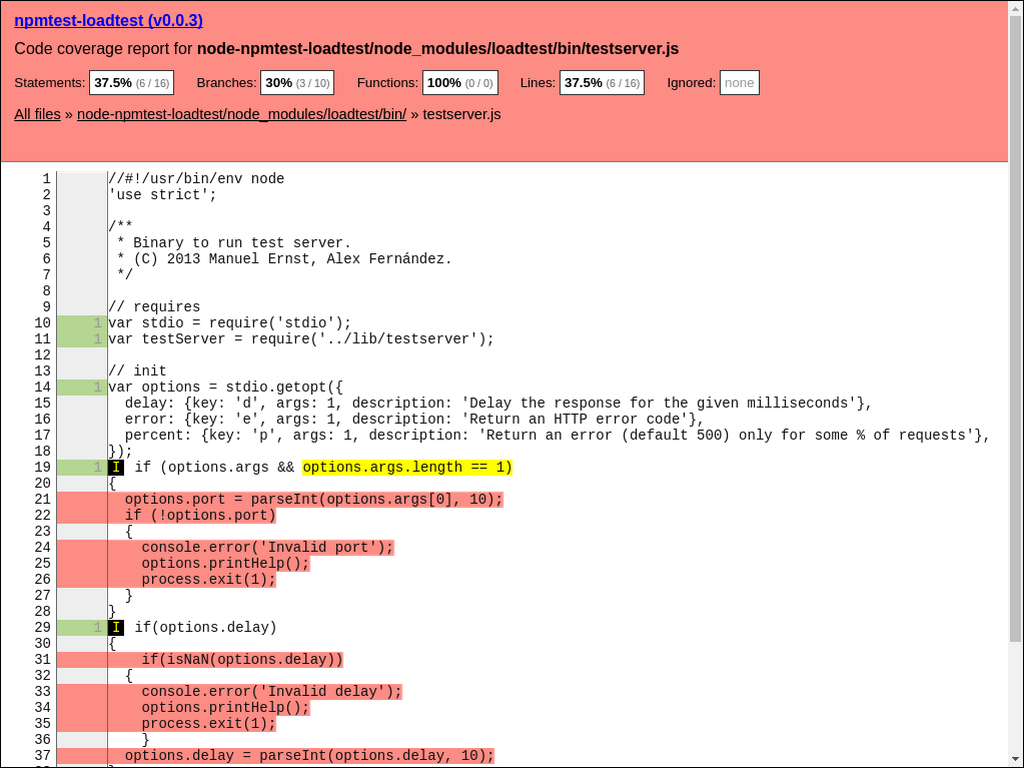 npmtest-loadtest (v0.0.3)
Code coverage report for node-npmtest-loadtest/node_modules/loadtest/bin/testserver.js
Statements: 37.5% (6 / 16) Branches: 30% (3 / 10) Functions: 100% (0 / 0) Lines: 37.5% (6 / 16) Ignored: none
All files » node-npmtest-loadtest/node_modules/loadtest/bin/ » testserver.js
1 //#!/usr/bin/env node
2 'use strict';
3
4 /**
5 * Binary to run test server.
6 * (C) 2013 Manuel Ernst, Alex Fernández.
7 */
8
9 // requires
10 1 var stdio = require('stdio');
11 1 var testServer = require('../lib/testserver');
12
13 // init
14 1 var options = stdio.getopt({
15 delay: {key: 'd', args: 1, description: 'Delay the response for the given milliseconds'},
16 error: {key: 'e', args: 1, description: 'Return an HTTP error code'},
17 percent: {key: 'p', args: 1, description: 'Return an error (default 500) only for some % of requests'},
18 });
19 1 I if (options.args && options.args.length == 1)
20 {
21 options.port = parseInt(options.args[0], 10);
22 if (!options.port)
23 {
24 console.error('Invalid port');
25 options.printHelp();
26 process.exit(1);
27 }
28 }
29 1 I if(options.delay)
30 {
31 if(isNaN(options.delay))
32 {
33 console.error('Invalid delay');
34 options.printHelp();
35 process.exit(1);
36 }
37 options.delay = parseInt(options.delay, 10);